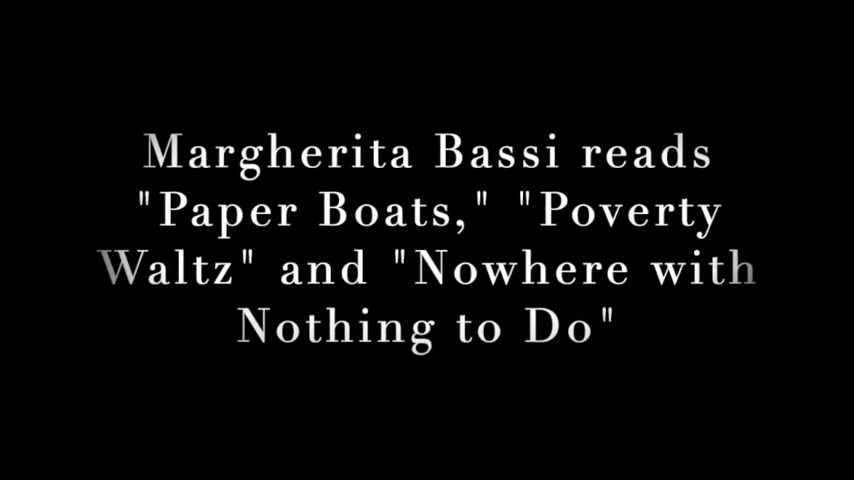 Margherita Bassi reads
"Paper Boats," "Poverty
Waltz" and "Nowhere with
Nothing to Do"